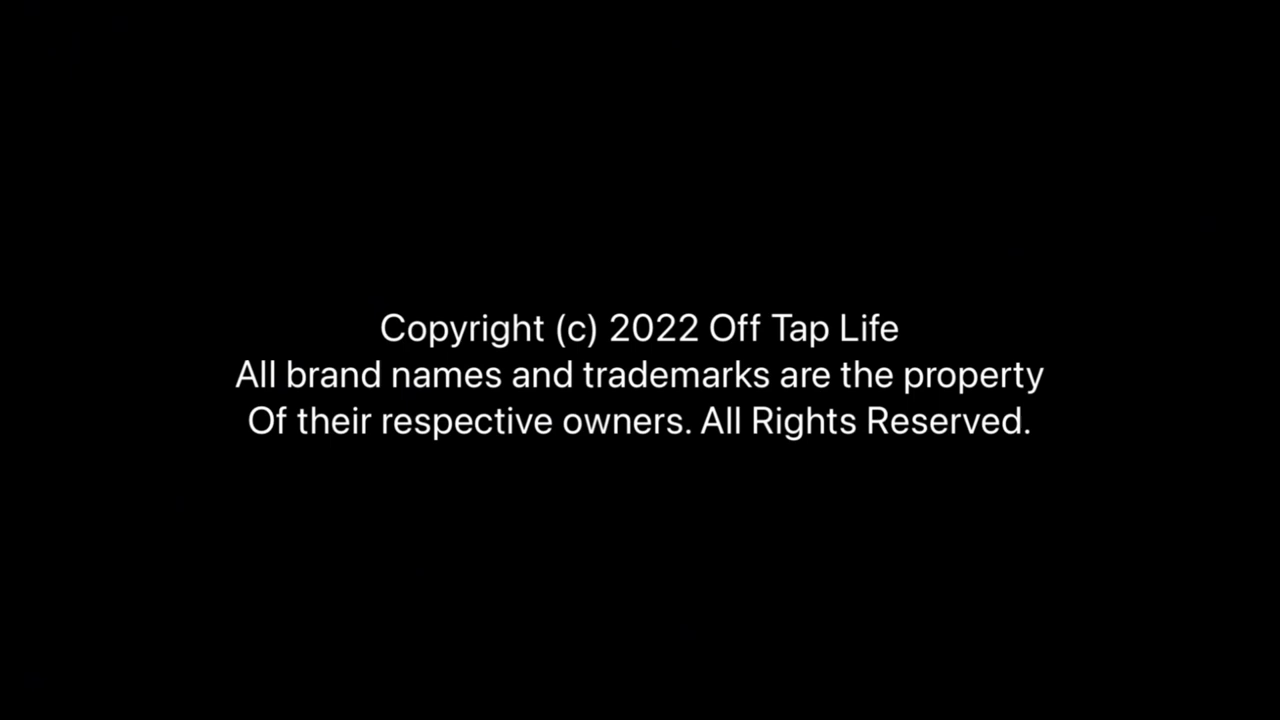 Copyright (c) 2022 Off Tap Life
All brand names and trademarks are the property
Of their respective owners. All Rights Reserved.